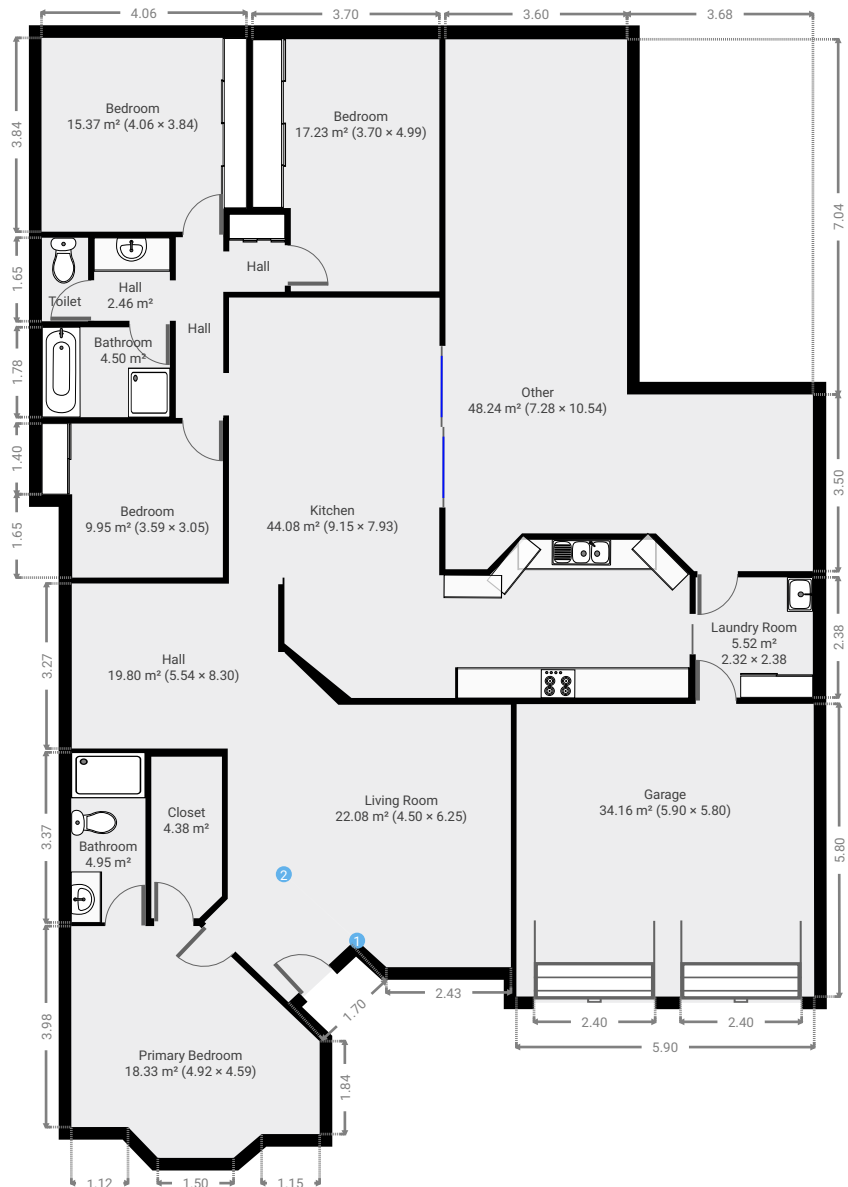 4.06
3.70
3.60
3.68
3.84
Bedroom
15.37 m² (4.06 × 3.84)
Bedroom
17.23 m² (3.70 × 4.99)
7.04
1.65
Toilet
Hall
2.46 m²
Hall
Hall
1.78
Bathroom
4.50 m²
Other
48.24 m² (7.28 × 10.54)
1.40
3.50
Bedroom
9.95 m² (3.59 × 3.05)
Kitchen
44.08 m² (9.15 × 7.93)
1.65
Laundry Room
5.52 m²
2.32 × 2.38
2.38
3.27
Hall
19.80 m² (5.54 × 8.30)
Living Room
22.08 m² (4.50 × 6.25)
Garage
34.16 m² (5.90 × 5.80)
3.37
Closet
4.38 m²
Bathroom
4.95 m²
5.80
2
1
2.43
1.70
2.40
2.40
5.90
3.98
Primary Bedroom
18.33 m² (4.92 × 4.59)
1.84
1.12
1.50
1.15